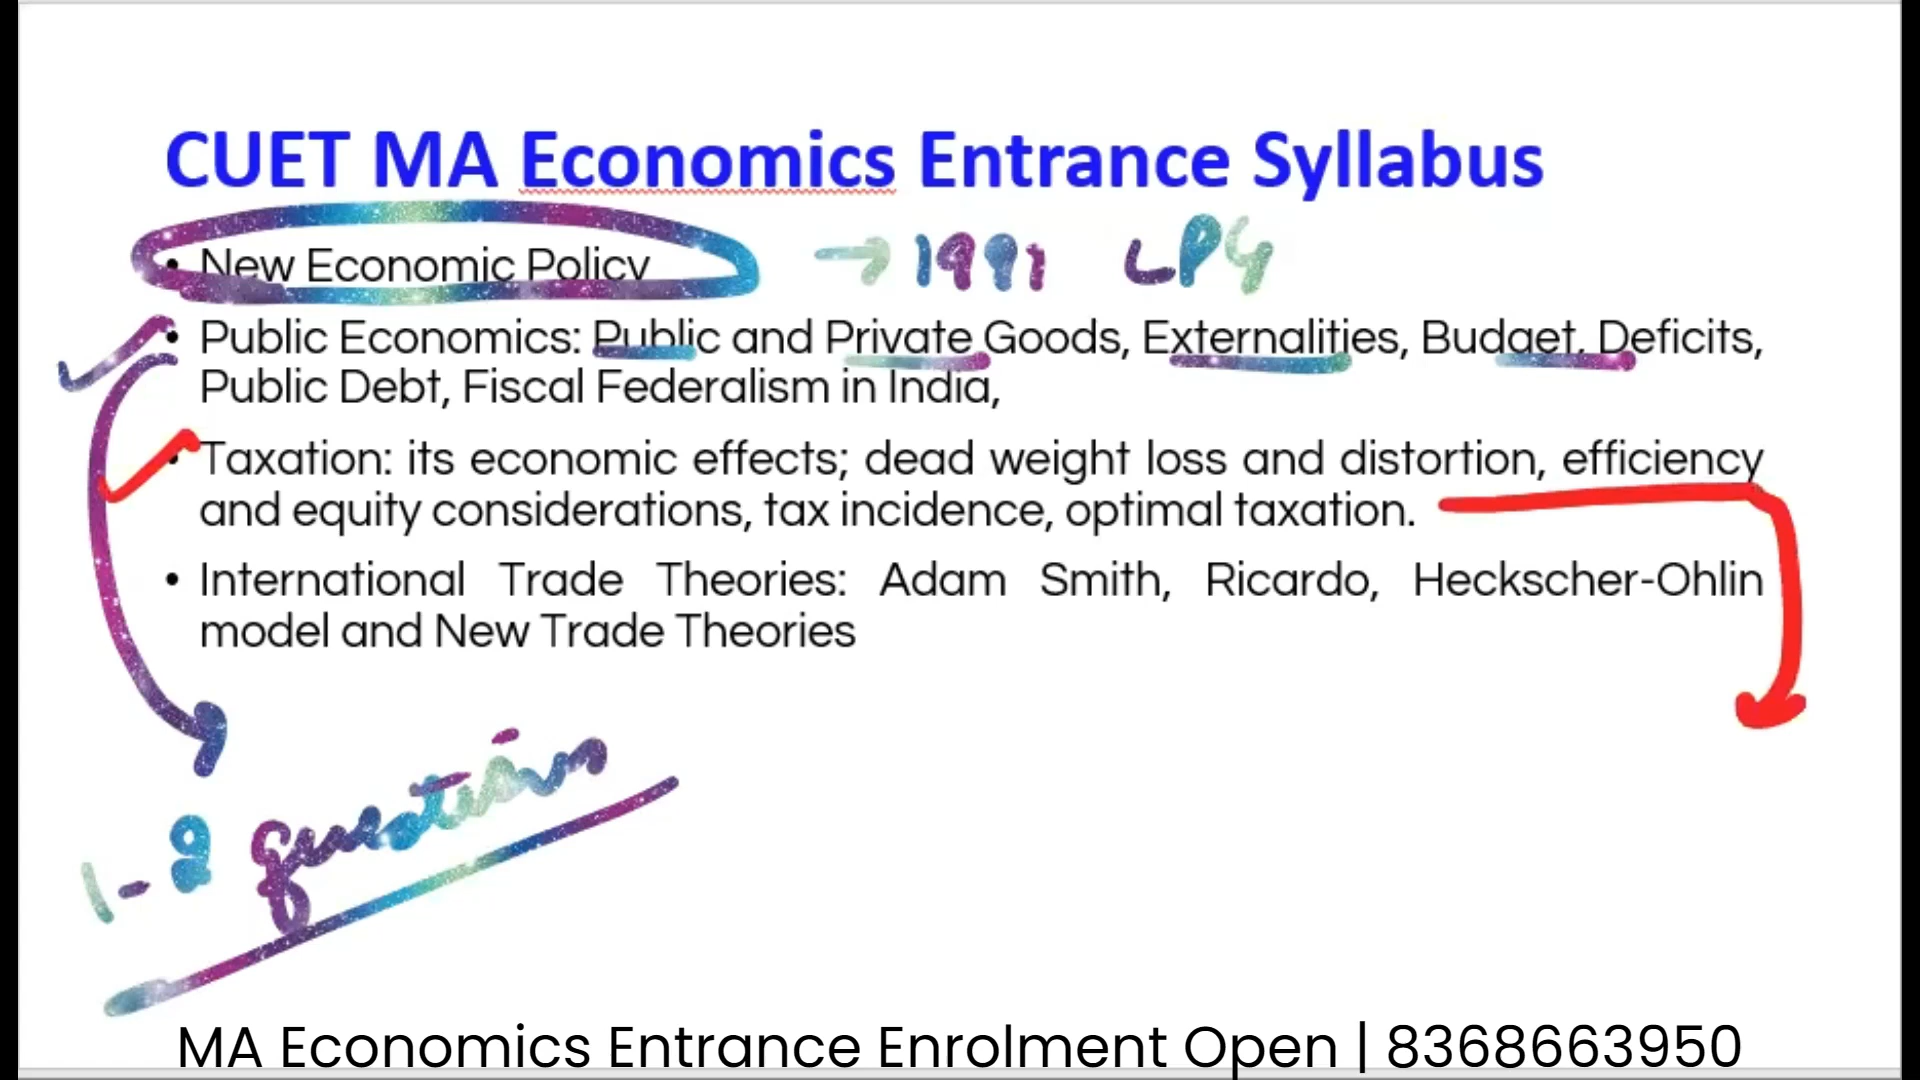 CUET MA Economics Entrance Syllabus
• New Economic Policy → 1991 LPG
• Public Economics: Public and Private Goods, Externalities, Budget, Deficits,
Public Debt, Fiscal Federalism in India,
• Taxation: its economic effects; dead weight loss and distortion, efficiency
and equity considerations, tax incidence, optimal taxation.
• International Trade Theories: Adam Smith, Ricardo, Heckscher-Ohlin
model and New Trade Theories
1-2 questions
MA Economics Entrance Enrolment Open | 8368663950